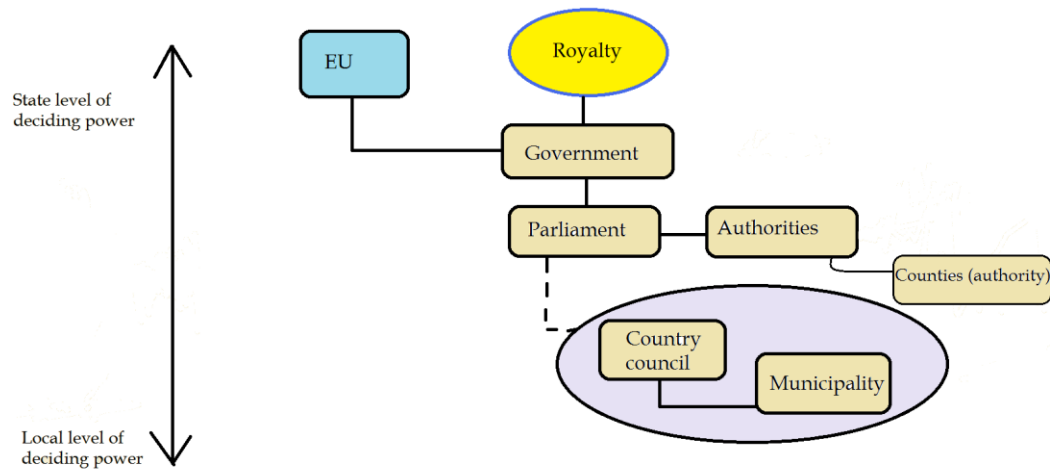 EU
Royalty
State level of
deciding power
Government
Parliament
Authorities
Counties (authority)
Country
council
Municipality
Local level of
deciding power